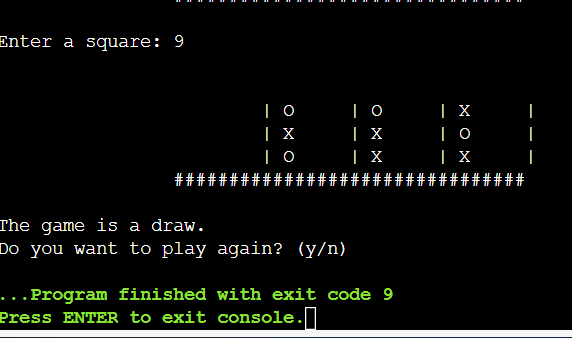 ################################
Enter a square: 9
| O | O | X |
| X | X | O |
| O | X | X |
################################
The game is a draw.
Do you want to play again? (y/n)
...Program finished with exit code 9
Press ENTER to exit console.